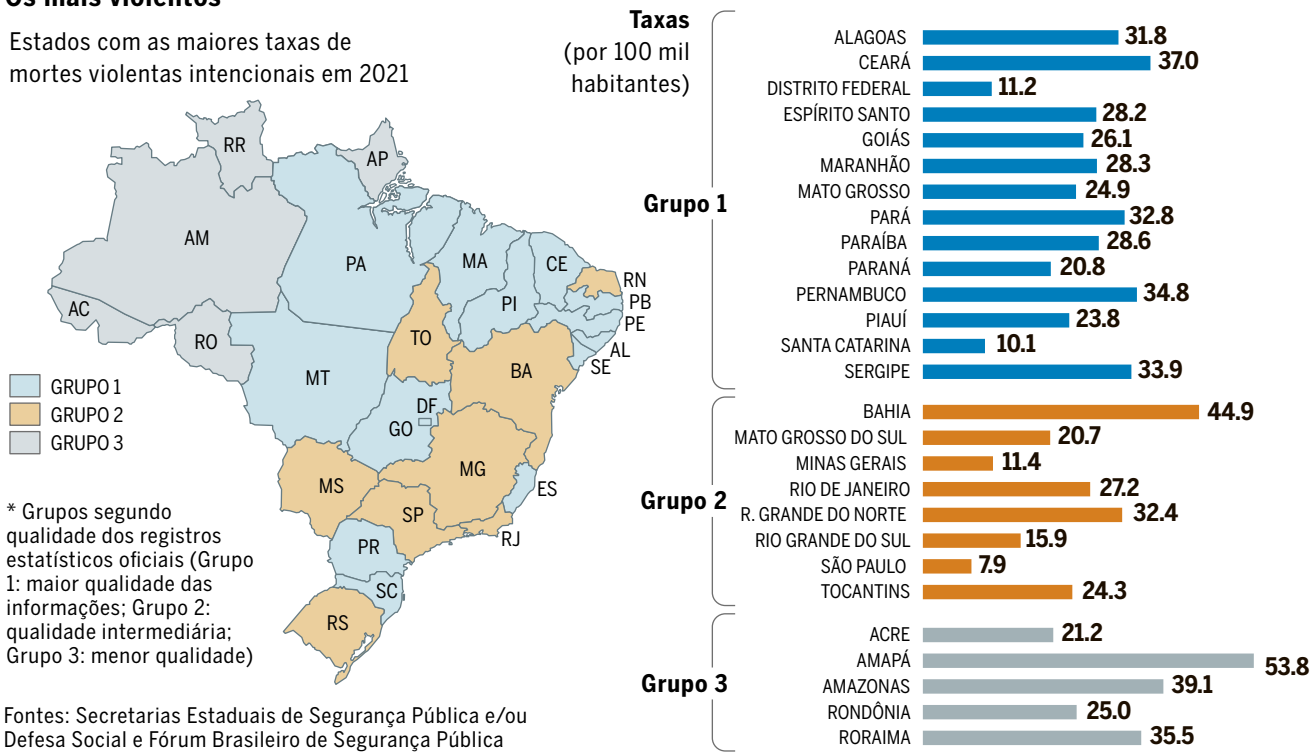 Os mais violentos
Estados com as maiores taxas de
mortes violentas intencionais em 2021
RR
AP
AM
PA
MA
CE
RN
PB
PE
AL
SE
PI
AC
RO
TO
BA
MT
DF
GO
MG
ES
MS
SP
RJ
PR
SC
RS
GRUPO 1
GRUPO 2
GRUPO 3
* Grupos segundo
qualidade dos registros
estatísticos oficiais (Grupo
1: maior qualidade das
informações; Grupo 2:
qualidade intermediária;
Grupo 3: menor qualidade)
Fontes: Secretarias Estaduais de Segurança Pública e/ou
Defesa Social e Fórum Brasileiro de Segurança Pública
Taxas
(por 100 mil
habitantes)
Grupo 1
ALAGOAS 31.8
CEARÁ 37.0
DISTRITO FEDERAL 11.2
ESPÍRITO SANTO 28.2
GOIÁS 26.1
MARANHÃO 28.3
MATO GROSSO 24.9
PARÁ 32.8
PARAÍBA 28.6
PARANÁ 20.8
PERNAMBUCO 34.8
PIAUÍ 23.8
SANTA CATARINA 10.1
SERGIPE 33.9
Grupo 2
BAHIA 44.9
MATO GROSSO DO SUL 20.7
MINAS GERAIS 11.4
RIO DE JANEIRO 27.2
R. GRANDE DO NORTE 32.4
RIO GRANDE DO SUL 15.9
SÃO PAULO 7.9
TOCANTINS 24.3
Grupo 3
ACRE 21.2
AMAPÁ 53.8
AMAZONAS 39.1
RONDÔNIA 25.0
RORAIMA 35.5